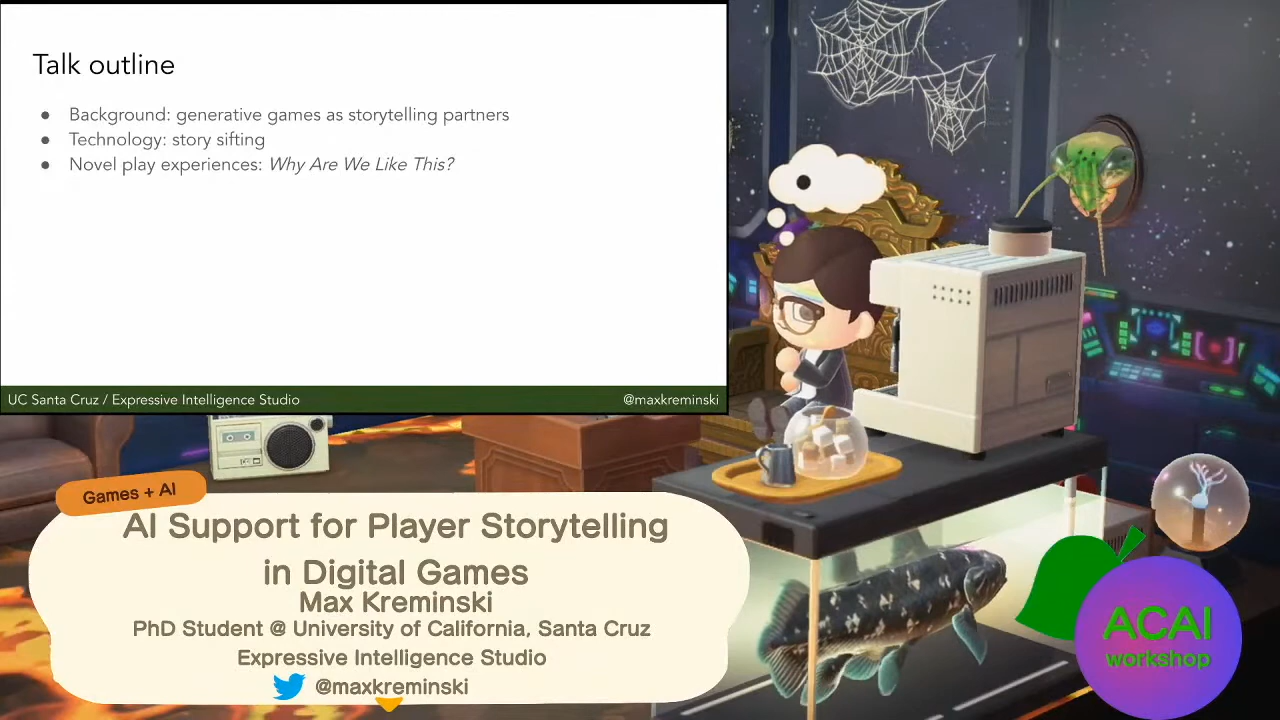 Talk outline
● Background: generative games as storytelling partners
● Technology: story sifting
● Novel play experiences: Why Are We Like This?
UC Santa Cruz / Expressive Intelligence Studio
@maxkreminski
Games + AI
AI Support for Player Storytelling
in Digital Games
Max Kreminski
PhD Student @ University of California, Santa Cruz
Expressive Intelligence Studio
@maxkreminski
ACAI
workshop